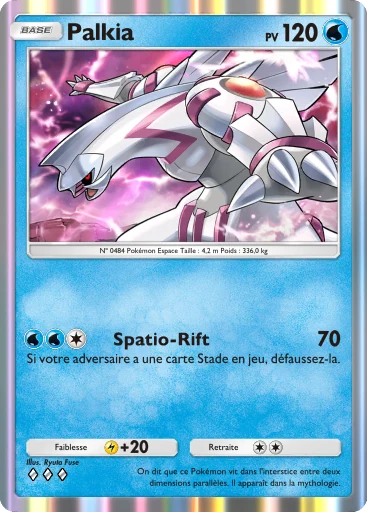 BASE Palkia PV 120
N° 0484 Pokémon Espace Taille : 4,2 m Poids : 336,0 kg
Spatio-Rift 70
Si votre adversaire a une carte Stade en jeu, défaussez-la.
Faiblesse +20 Retraite
Illus. Ryuta Fuse
On dit que ce Pokémon vit dans l'interstice entre deux
dimensions parallèles. Il apparaît dans la mythologie.